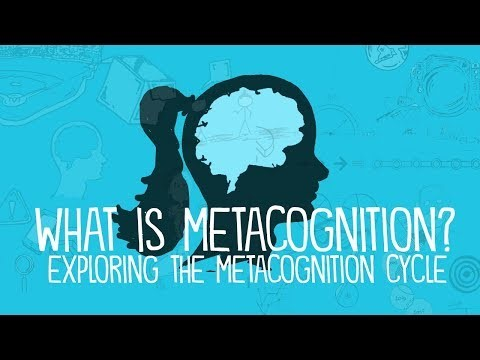 WHAT IS METACOGNITION?
EXPLORING THE METACOGNITION CYCLE